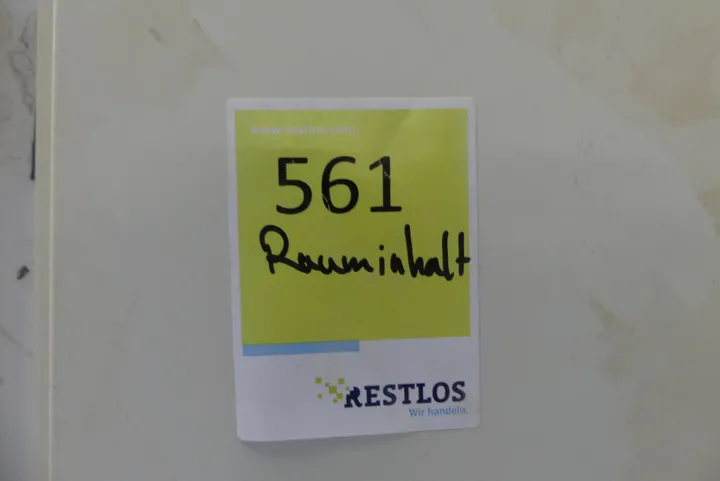 www.restlos.com
561
Rauminhalt
RESTLOS
Wir handeln.